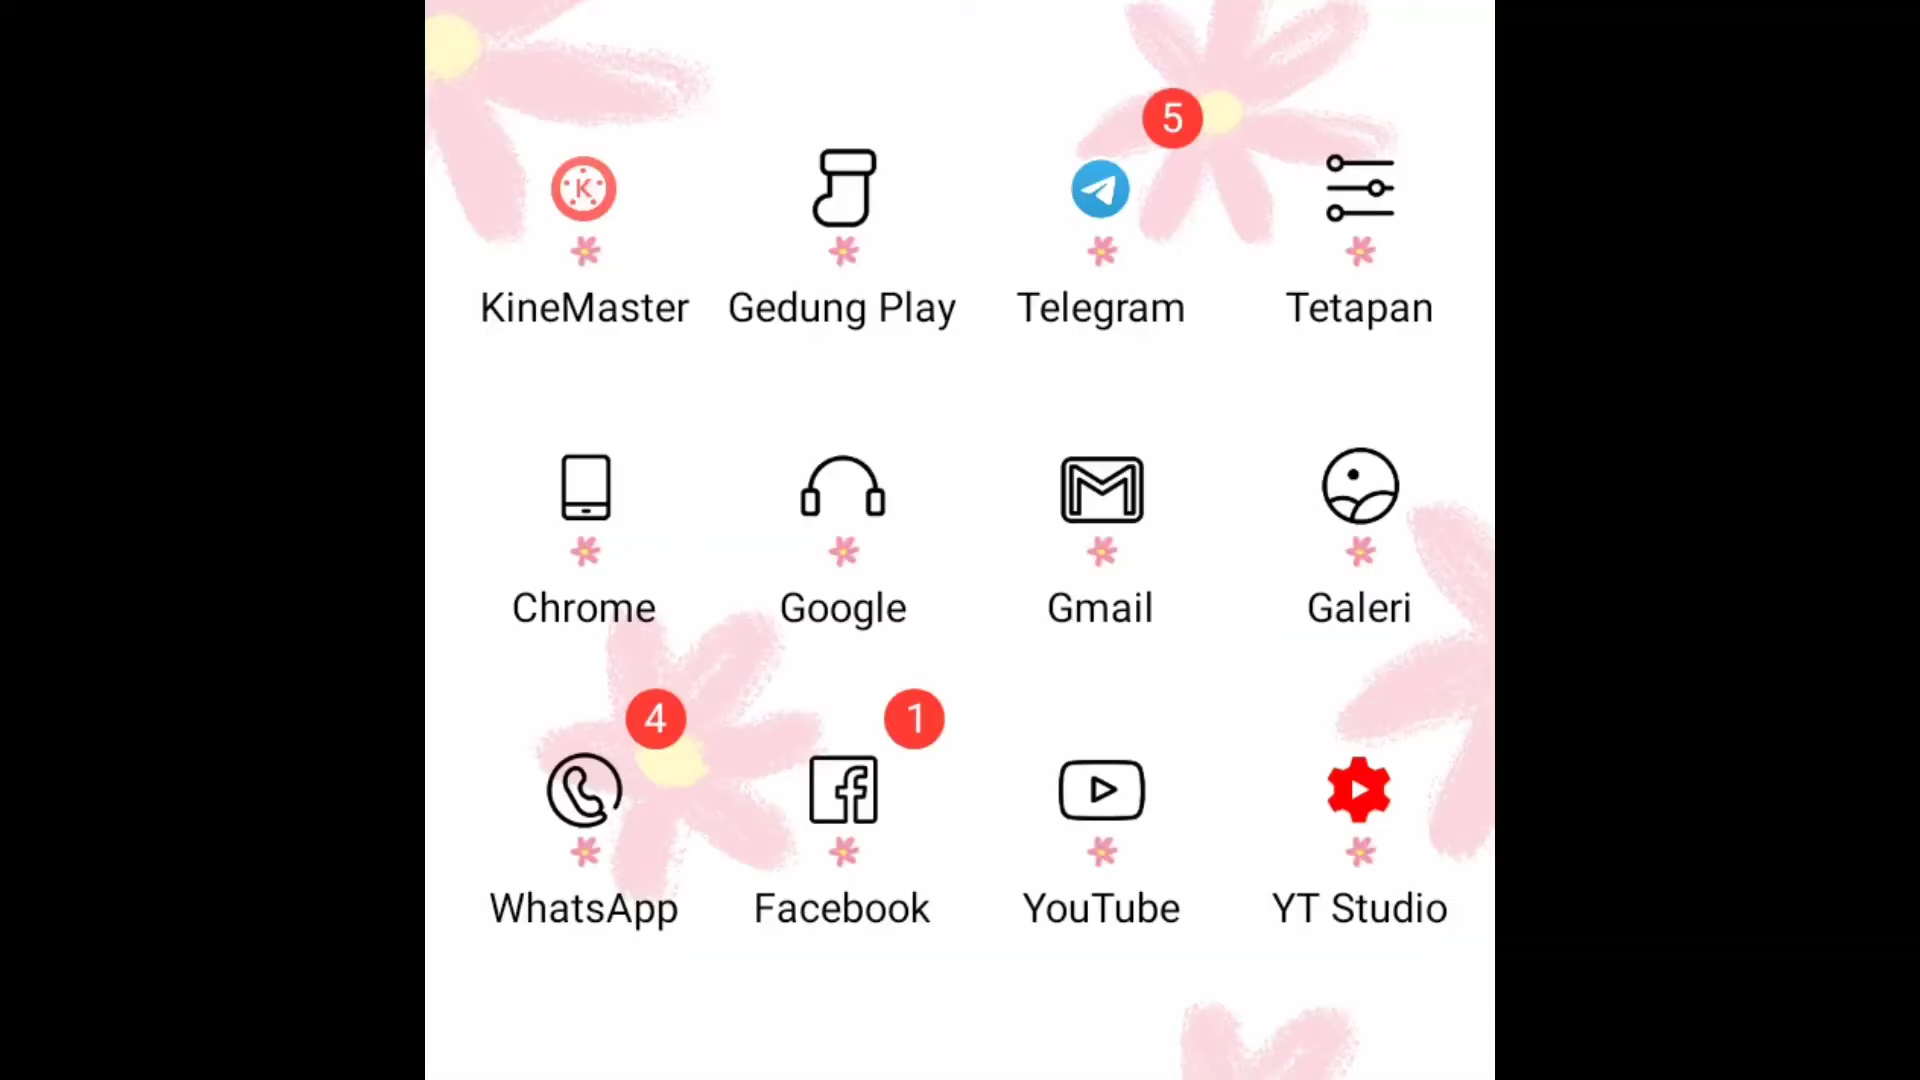 5
K
KineMaster Gedung Play Telegram Tetapan
Chrome Google Gmail Galeri
4 1
WhatsApp Facebook YouTube YT Studio